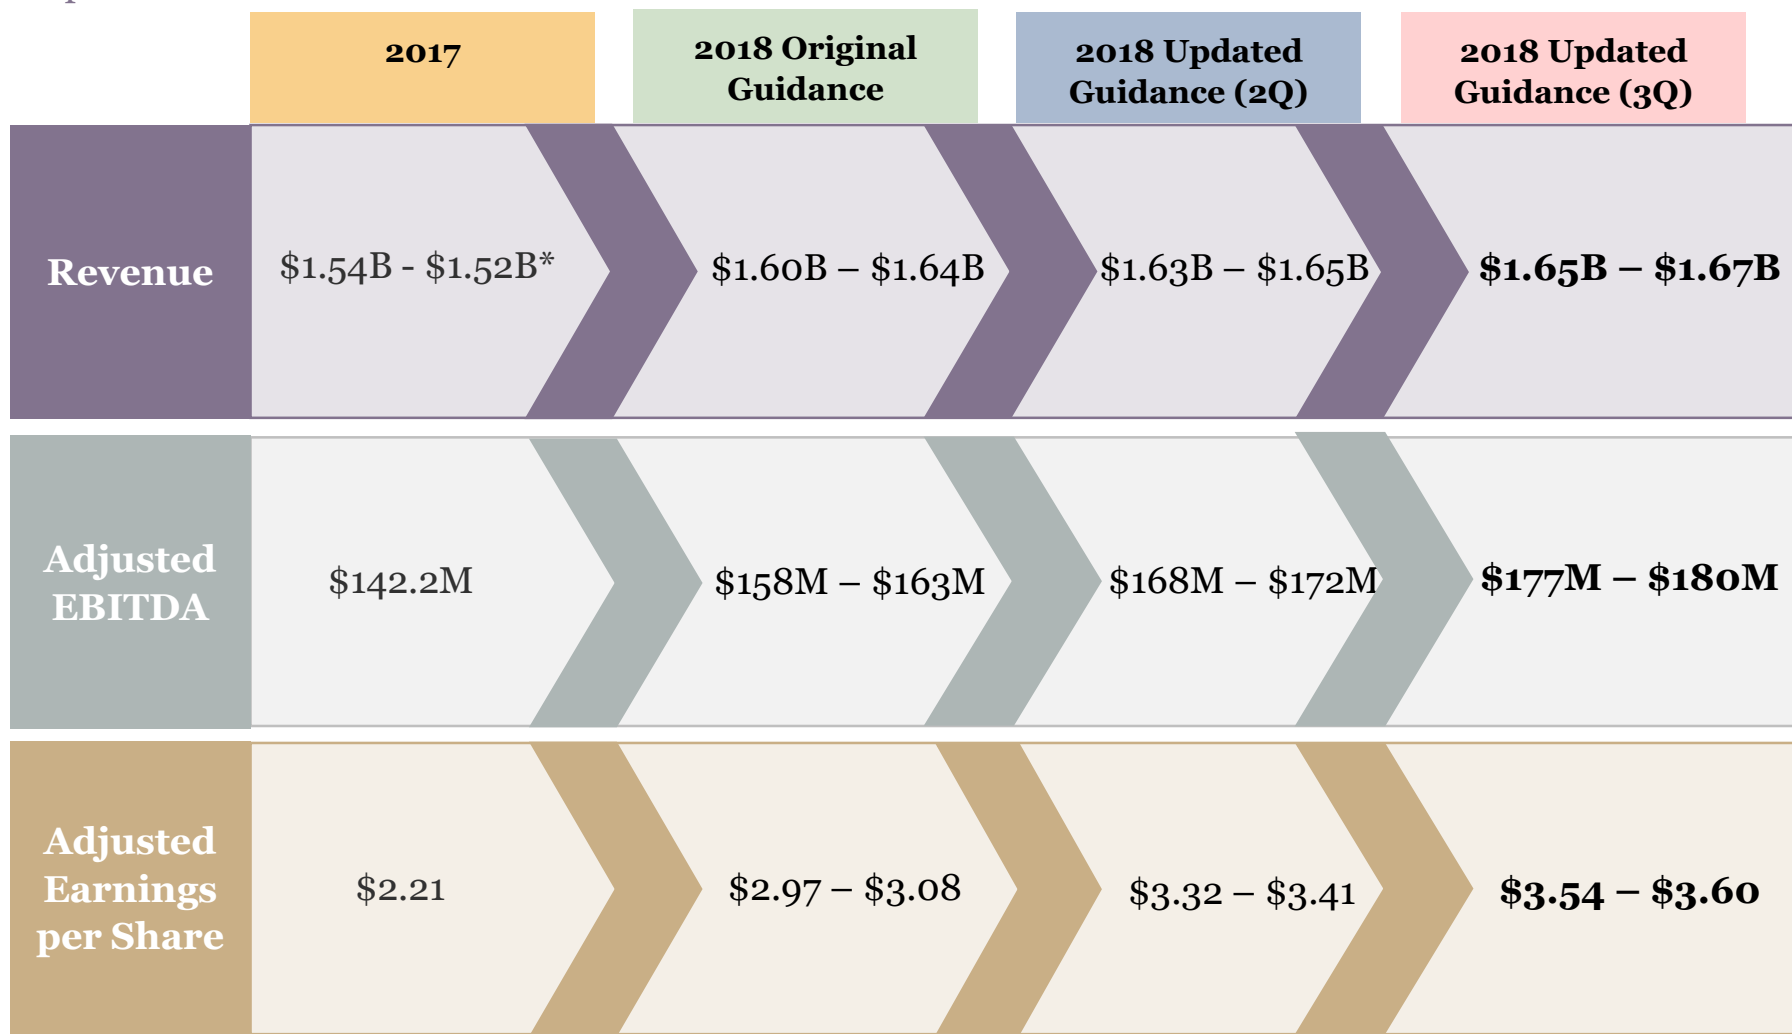 2017
2018 Original
Guidance
2018 Updated
Guidance (2Q)
2018 Updated
Guidance (3Q)
Revenue
$1.54B - $1.52B*
$1.60B – $1.64B
$1.63B – $1.65B
$1.65B – $1.67B
Adjusted
EBITDA
$142.2M
$158M – $163M
$168M – $172M
$177M – $180M
Adjusted
Earnings
per Share
$2.21
$2.97 – $3.08
$3.32 – $3.41
$3.54 – $3.60